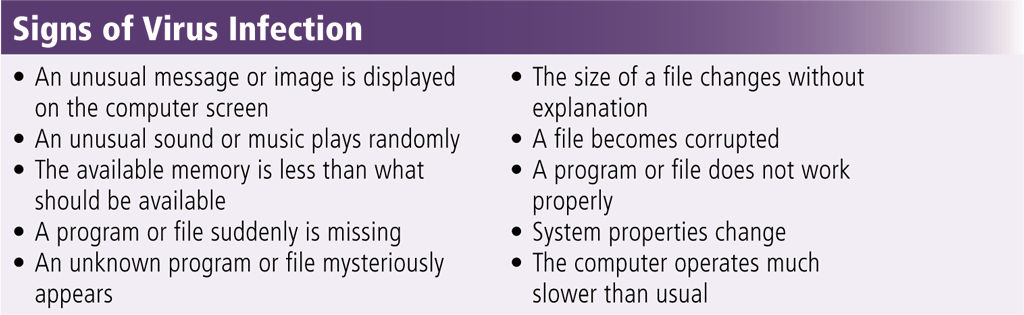 Signs of Virus Infection
• An unusual message or image is displayed
on the computer screen
• An unusual sound or music plays randomly
• The available memory is less than what
should be available
• A program or file suddenly is missing
• An unknown program or file mysteriously
appears
• The size of a file changes without
explanation
• A file becomes corrupted
• A program or file does not work
properly
• System properties change
• The computer operates much
slower than usual